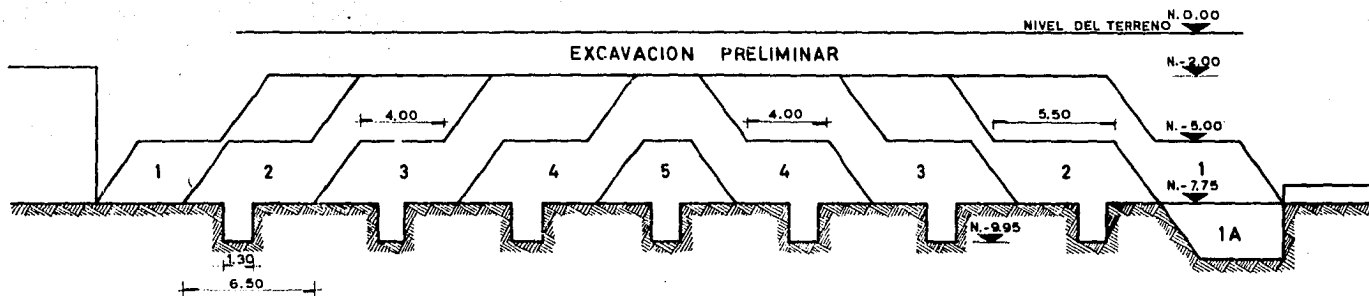 N. 0.00
NIVEL DEL TERRENO
EXCAVACION PRELIMINAR
N.-2.00
4.00
4.00
5.50
N.-5.00
1
2
3
4
5
4
3
2
1
N.-7.75
N.-9.95
1A
1.30
6.50